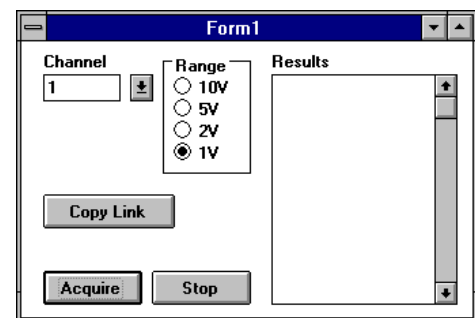 Form1
Channel
1
Range
10V
5V
2V
1V
Results
Copy Link
Acquire
Stop